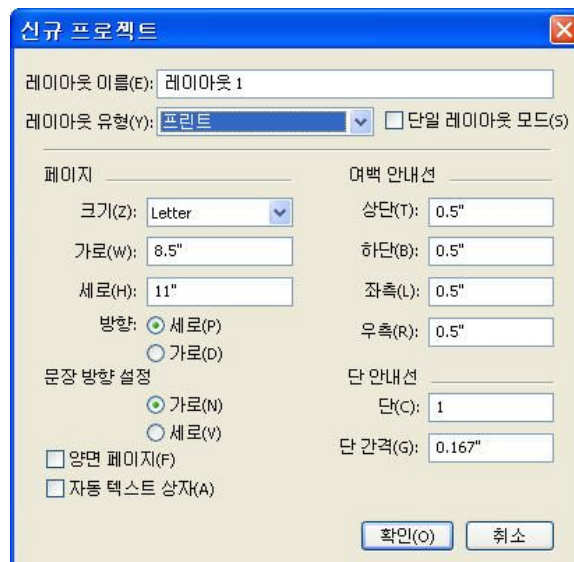 신규 프로젝트
레이아웃 이름(E): 레이아웃 1
레이아웃 유형(Y): 프린트 단일 레이아웃 모드(S)
페이지
크기(Z): Letter
가로(W): 8.5"
세로(H): 11"
방향: 세로(P)
가로(D)
문장 방향 설정
가로(N)
세로(V)
양면 페이지(F)
자동 텍스트 상자(A)
여백 안내선
상단(T): 0.5"
하단(B): 0.5"
좌측(L): 0.5"
우측(R): 0.5"
단 안내선
단(C): 1
단 간격(G): 0.167"
확인(O) 취소